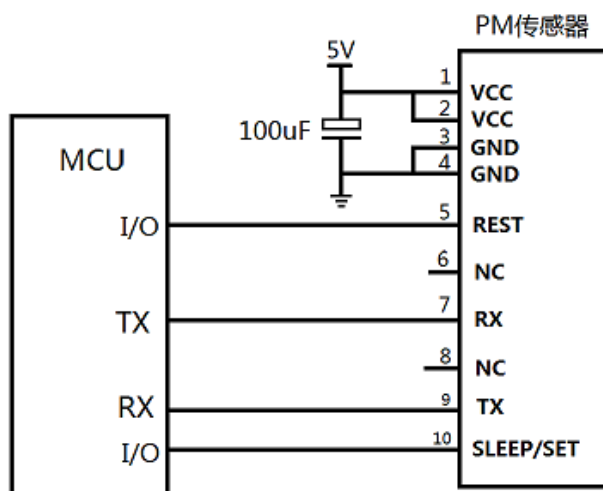 PM传感器
5V
1
VCC
2
VCC
100uF
3
GND
MCU
4
GND
I/O
5
REST
6
NC
TX
7
RX
8
NC
RX
9
TX
I/O
10
SLEEP/SET